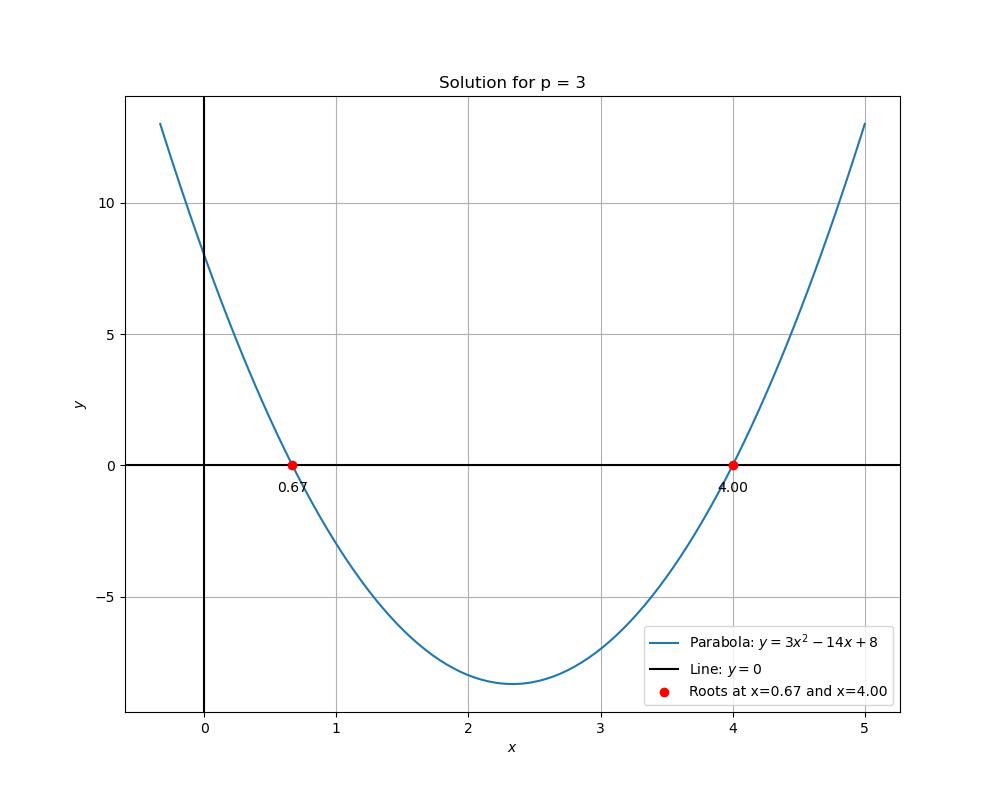 Solution for p = 3
10
5
0
−5
y
0.67
4.00
0
1
2
3
4
5
x
Parabola: y = 3x² − 14x + 8
Line: y = 0
Roots at x=0.67 and x=4.00